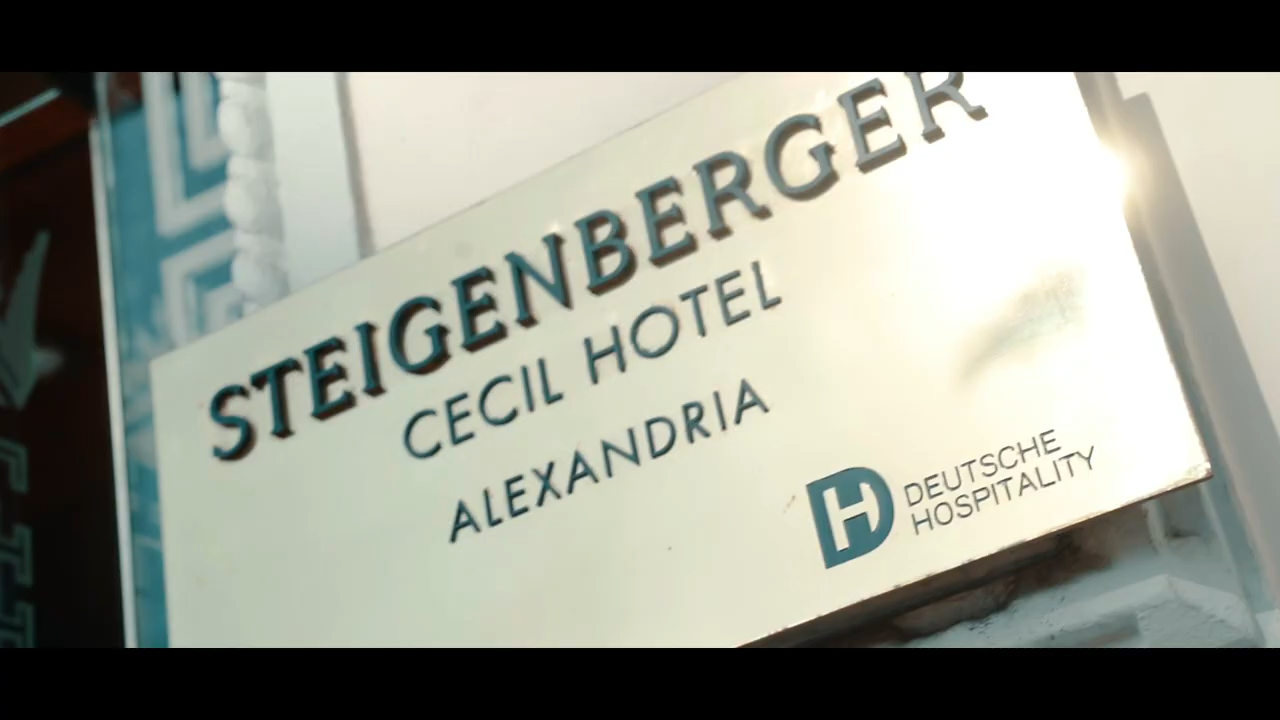 STEIGENBERGER
CECIL HOTEL
ALEXANDRIA
DEUTSCHE
HOSPITALITY